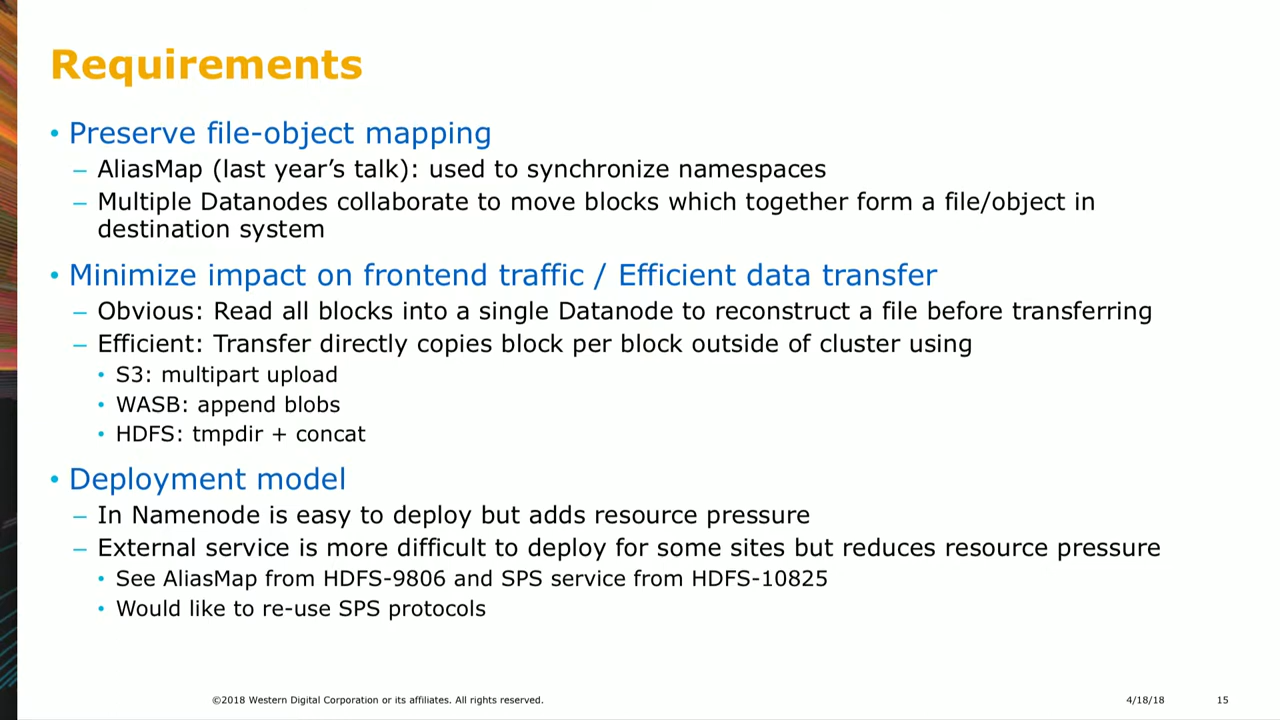 Requirements
• Preserve file-object mapping
– AliasMap (last year’s talk): used to synchronize namespaces
– Multiple Datanodes collaborate to move blocks which together form a file/object in
destination system
• Minimize impact on frontend traffic / Efficient data transfer
– Obvious: Read all blocks into a single Datanode to reconstruct a file before transferring
– Efficient: Transfer directly copies block per block outside of cluster using
• S3: multipart upload
• WASB: append blobs
• HDFS: tmpdir + concat
• Deployment model
– In Namenode is easy to deploy but adds resource pressure
– External service is more difficult to deploy for some sites but reduces resource pressure
• See AliasMap from HDFS-9806 and SPS service from HDFS-10825
• Would like to re-use SPS protocols
©2018 Western Digital Corporation or its affiliates. All rights reserved. 4/18/18 15